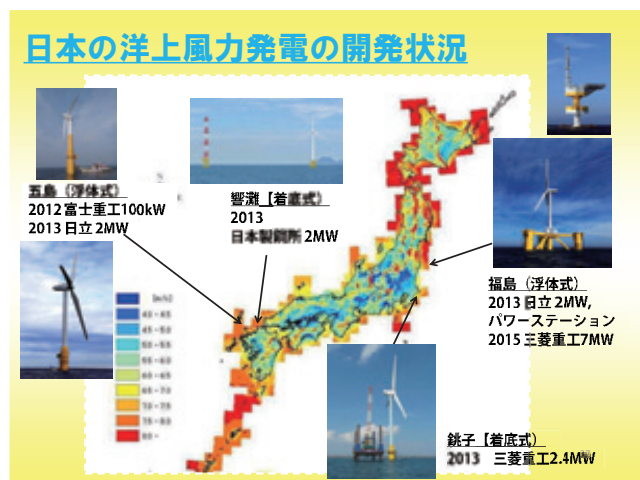 日本の洋上風力発電の開発状況
五島（浮体式）
2012 富士重工100kW
2013 日立 2MW
響灘【着底式）
2013
日本製鋼所 2MW
福島（浮体式）
2013 日立 2MW,
パワーステーション
2015 三菱重工7MW
[m/s]
銚子【着底式）
2013 三菱重工2.4MW